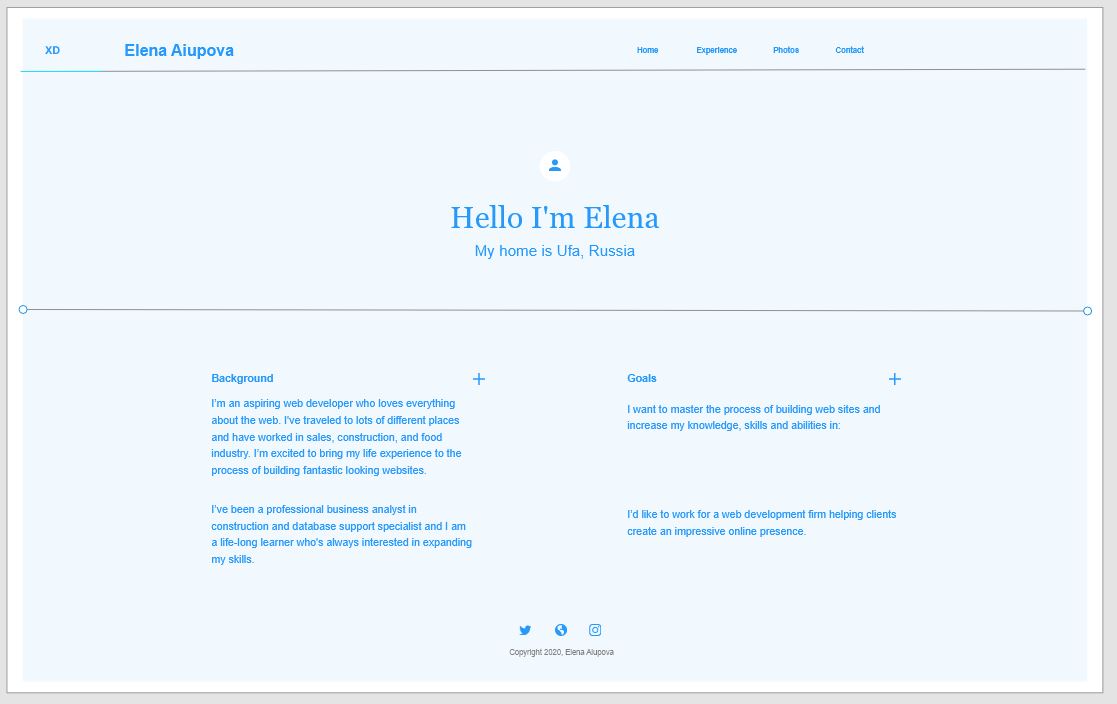 XD
Elena Aiupova
Home
Experience
Photos
Contact
Hello I'm Elena
My home is Ufa, Russia
Background
I'm an aspiring web developer who loves everything
about the web. I've traveled to lots of different places
and have worked in sales, construction, and food
industry. I'm excited to bring my life experience to the
process of building fantastic looking websites.
I've been a professional business analyst in
construction and database support specialist and I am
a life-long learner who's always interested in expanding
my skills.
Goals
I want to master the process of building web sites and
increase my knowledge, skills and abilities in:
I'd like to work for a web development firm helping clients
create an impressive online presence.
Copyright 2020, Elena Aiupova